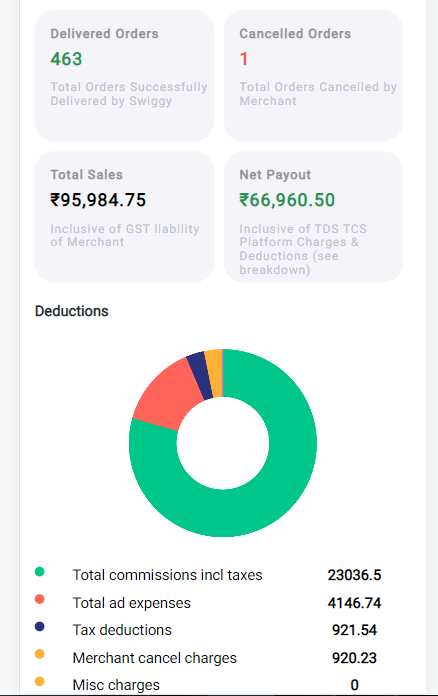 Delivered Orders
463
Total Orders Successfully
Delivered by Swiggy
Cancelled Orders
1
Total Orders Cancelled by
Merchant
Total Sales
₹95,984.75
Inclusive of GST liability
of Merchant
Net Payout
₹66,960.50
Inclusive of TDS TCS
Platform Charges &
Deductions (see
breakdown)
Deductions
Total commissions incl taxes 23036.5
Total ad expenses 4146.74
Tax deductions 921.54
Merchant cancel charges 920.23
Misc charges 0